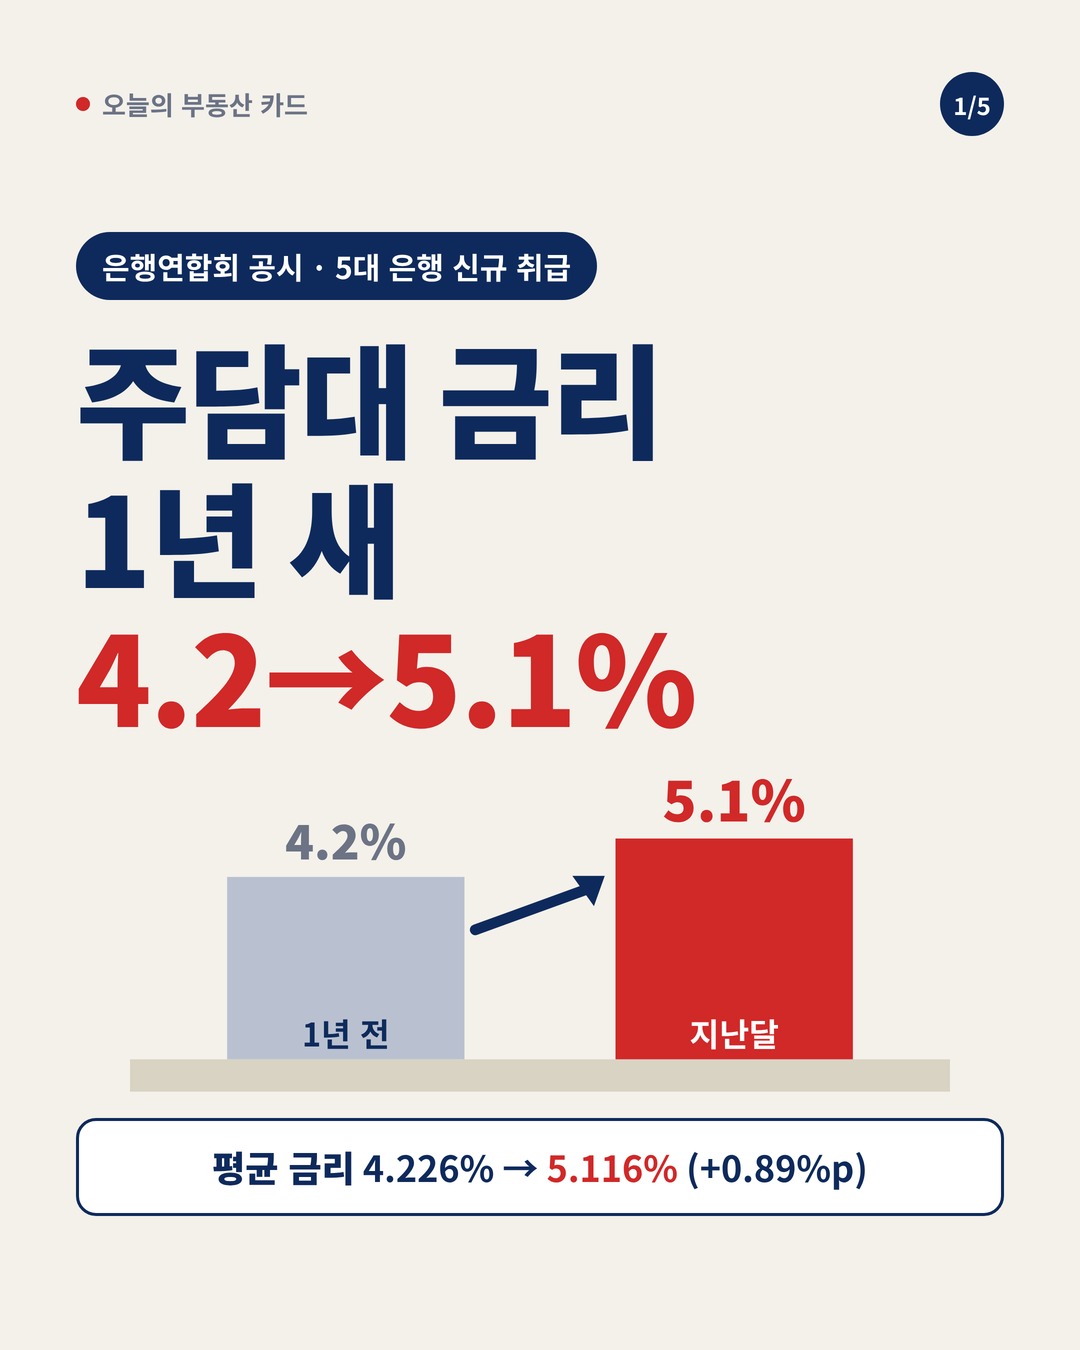 오늘의 부동산 카드
1/5
은행연합회 공시 · 5대 은행 신규 취급
주담대 금리
1년 새
4.2→5.1%
4.2%
5.1%
1년 전
지난달
평균 금리 4.226% → 5.116% (+0.89%p)